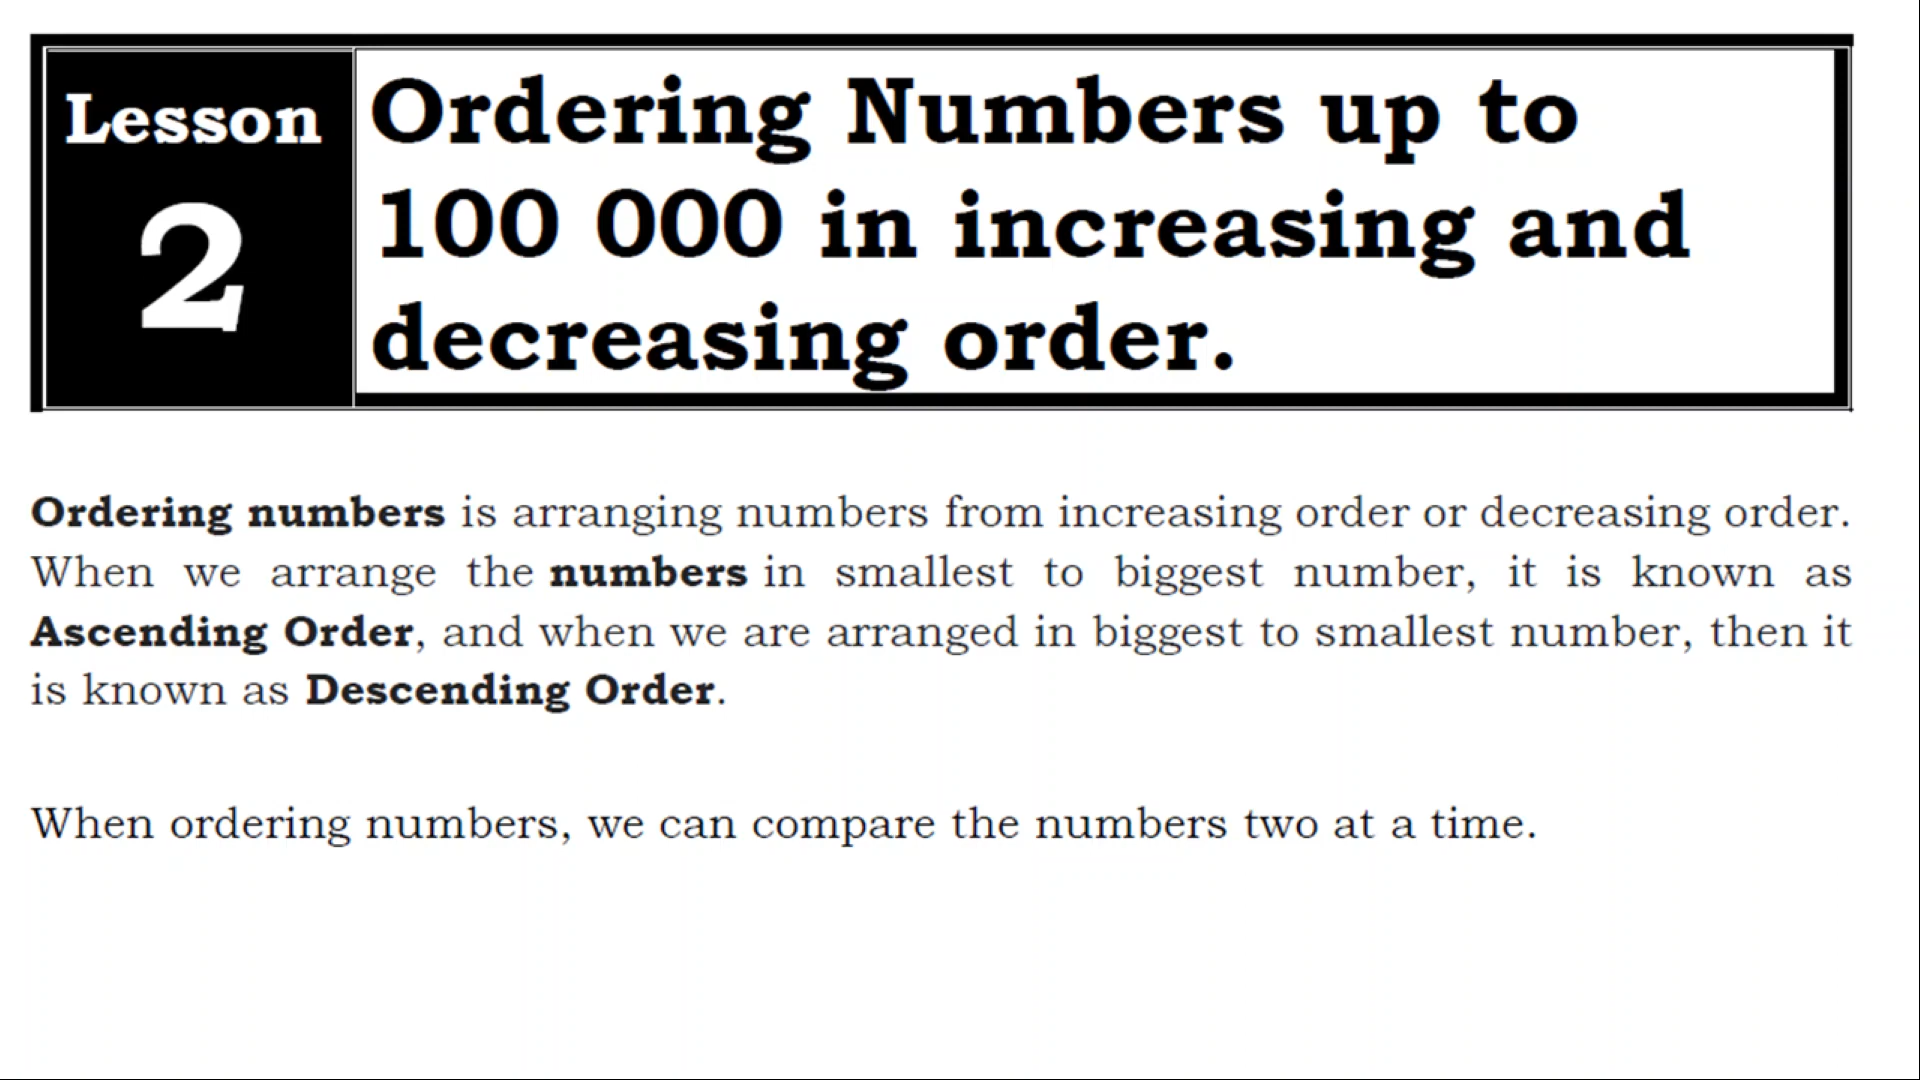 Lesson
2
Ordering Numbers up to
100 000 in increasing and
decreasing order.
Ordering numbers is arranging numbers from increasing order or decreasing order.
When we arrange the numbers in smallest to biggest number, it is known as
Ascending Order, and when we are arranged in biggest to smallest number, then it
is known as Descending Order.
When ordering numbers, we can compare the numbers two at a time.